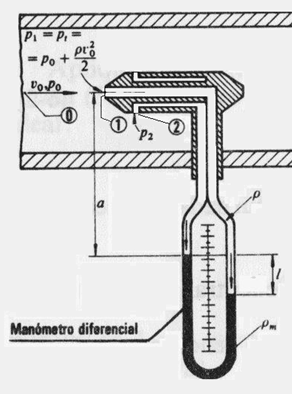 p₁ = pₜ =
= p₀ + ρv₀²/2
v₀, p₀
⓪
①
②
p₂
a
ρ
l
Manómetro diferencial
ρₘ